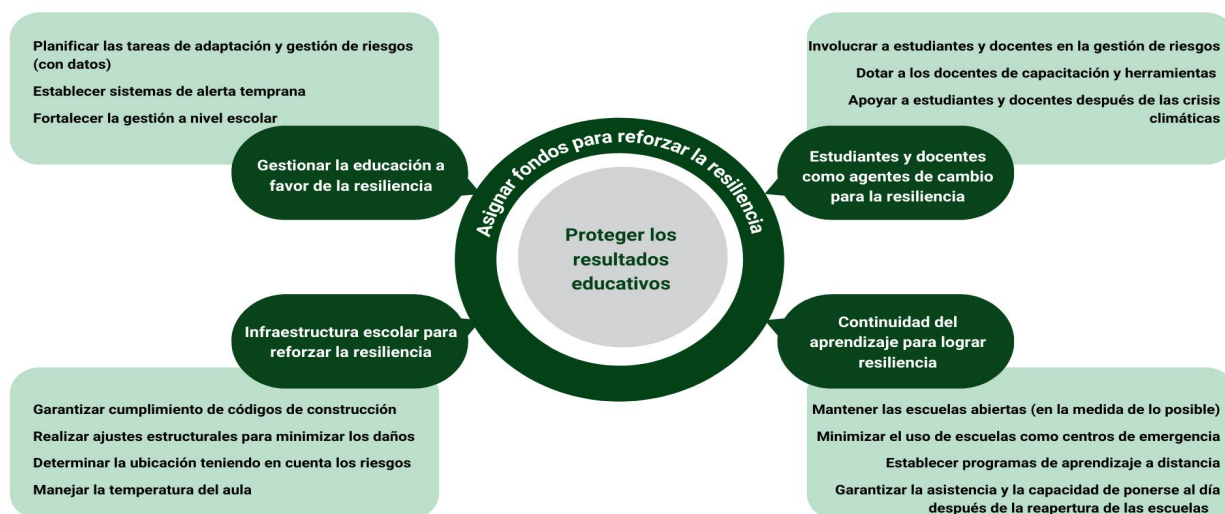 Planificar las tareas de adaptación y gestión de riesgos
(con datos)
Establecer sistemas de alerta temprana
Fortalecer la gestión a nivel escolar
Gestionar la educación a
favor de la resiliencia
Involucrar a estudiantes y docentes en la gestión de riesgos
Dotar a los docentes de capacitación y herramientas
Apoyar a estudiantes y docentes después de las crisis
climáticas
Estudiantes y docentes
como agentes de cambio
para la resiliencia
Asignar fondos para reforzar la resiliencia
Proteger los
resultados
educativos
Infraestructura escolar para
reforzar la resiliencia
Garantizar cumplimiento de códigos de construcción
Realizar ajustes estructurales para minimizar los daños
Determinar la ubicación teniendo en cuenta los riesgos
Manejar la temperatura del aula
Continuidad del
aprendizaje para lograr
resiliencia
Mantener las escuelas abiertas (en la medida de lo posible)
Minimizar el uso de escuelas como centros de emergencia
Establecer programas de aprendizaje a distancia
Garantizar la asistencia y la capacidad de ponerse al día
después de la reapertura de las escuelas